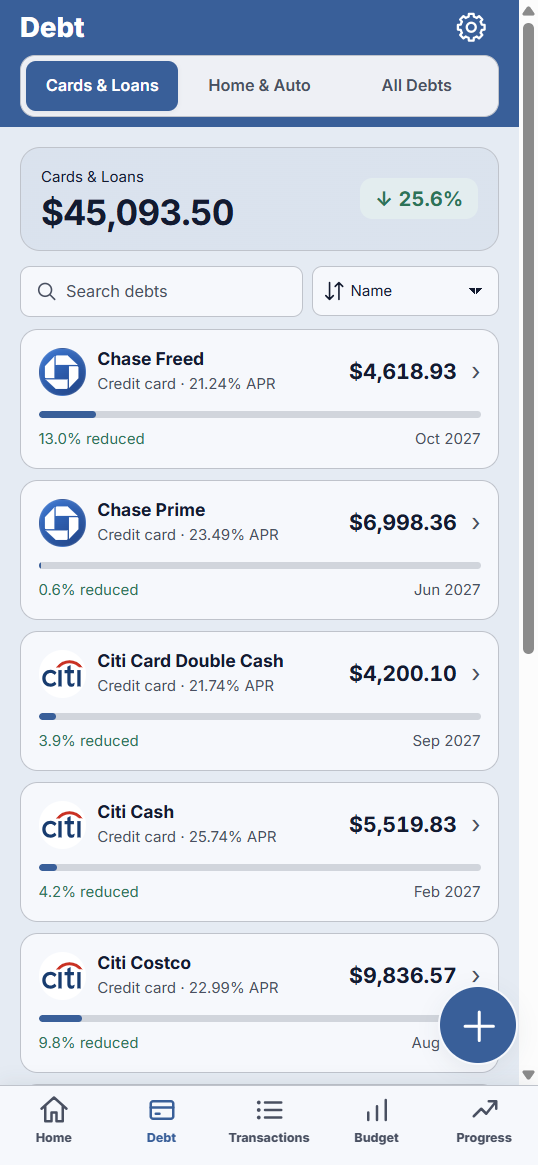 Debt
Cards & Loans
Home & Auto
All Debts
Cards & Loans
$45,093.50
↓ 25.6%
Search debts
Name
Chase Freed
Credit card · 21.24% APR
$4,618.93
13.0% reduced
Oct 2027
Chase Prime
Credit card · 23.49% APR
$6,998.36
0.6% reduced
Jun 2027
citi
Citi Card Double Cash
Credit card · 21.74% APR
$4,200.10
3.9% reduced
Sep 2027
citi
Citi Cash
Credit card · 25.74% APR
$5,519.83
4.2% reduced
Feb 2027
citi
Citi Costco
Credit card · 22.99% APR
$9,836.57
9.8% reduced
Aug
Home
Debt
Transactions
Budget
Progress